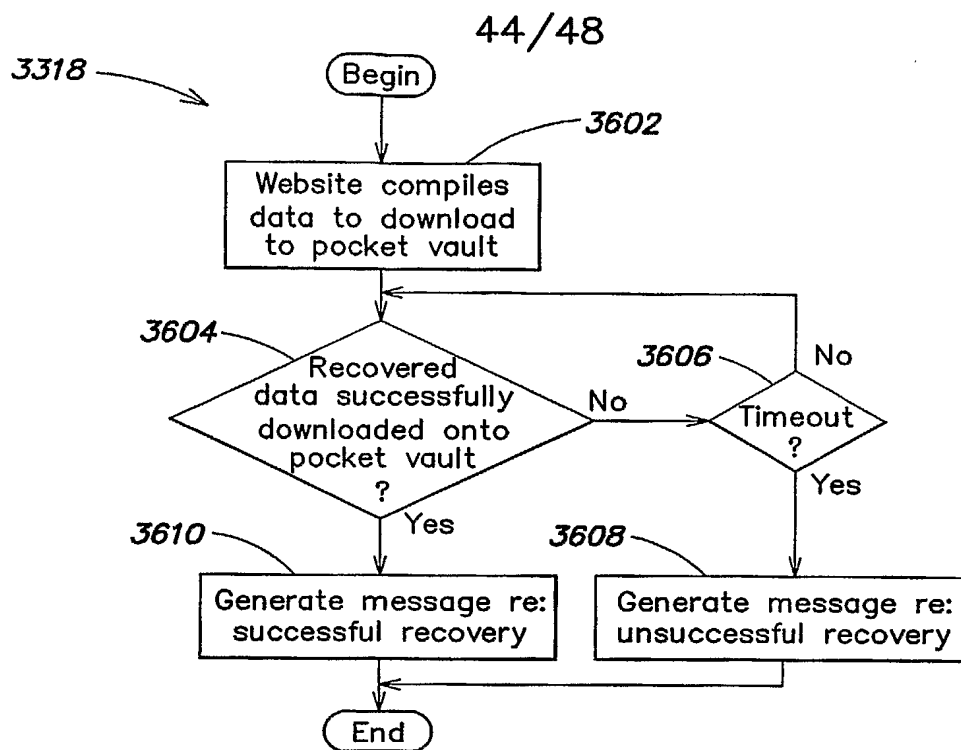 44/48
3318
Begin
3602
Website compiles
data to download
to pocket vault
3604
Recovered
data successfully
downloaded onto
pocket vault
?
No
3606
No
Timeout
?
Yes
Yes
3610
Generate message re:
successful recovery
3608
Generate message re:
unsuccessful recovery
End